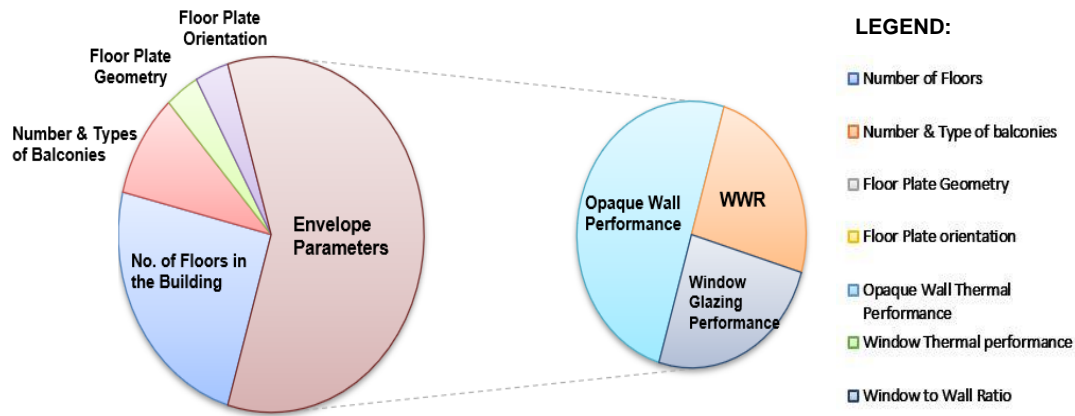 Floor Plate
Orientation
Floor Plate
Geometry
Number & Types
of Balconies
No. of Floors in
the Building
Envelope
Parameters
Opaque Wall
Performance
WWR
Window
Glazing
Performance
LEGEND:
Number of Floors
Number & Type of balconies
Floor Plate Geometry
Floor Plate orientation
Opaque Wall Thermal
Performance
Window Thermal performance
Window to Wall Ratio